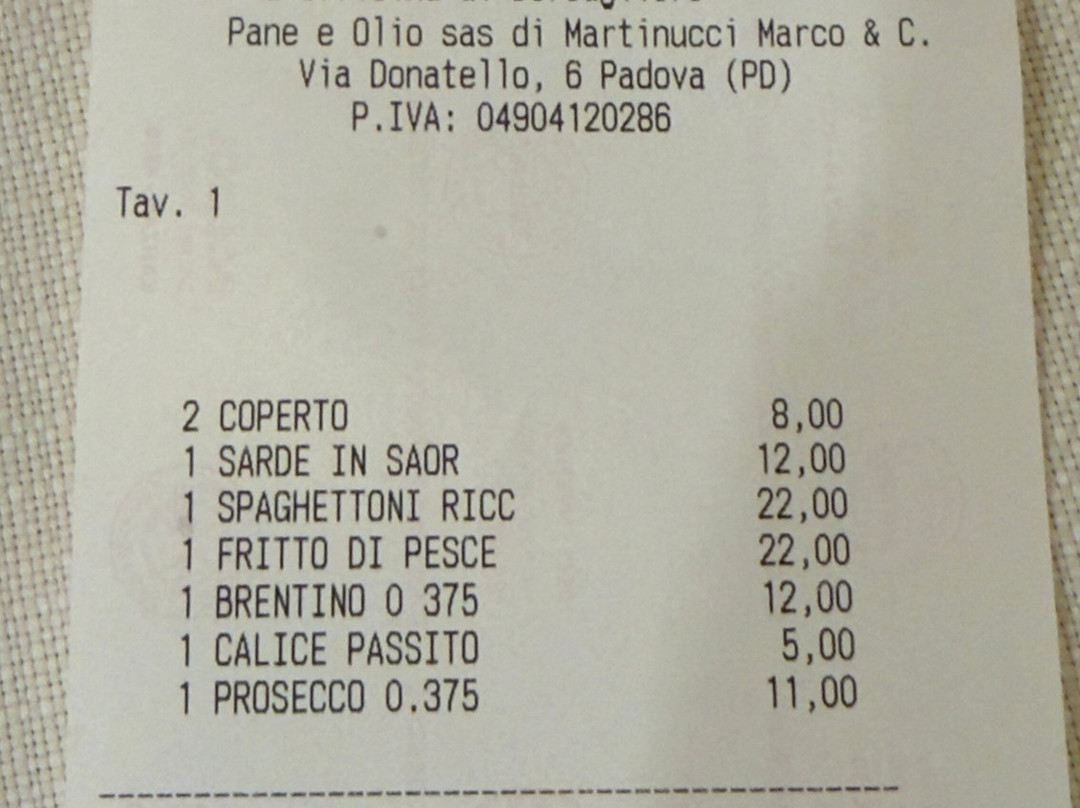 Pane e Olio sas di Martinucci Marco & C.
Via Donatello, 6 Padova (PD)
P.IVA: 04904120286
Tav. 1
2 COPERTO 8,00
1 SARDE IN SAOR 12,00
1 SPAGHETTONI RICC 22,00
1 FRITTO DI PESCE 22,00
1 BRENTINO 0 375 12,00
1 CALICE PASSITO 5,00
1 PROSECCO 0.375 11,00